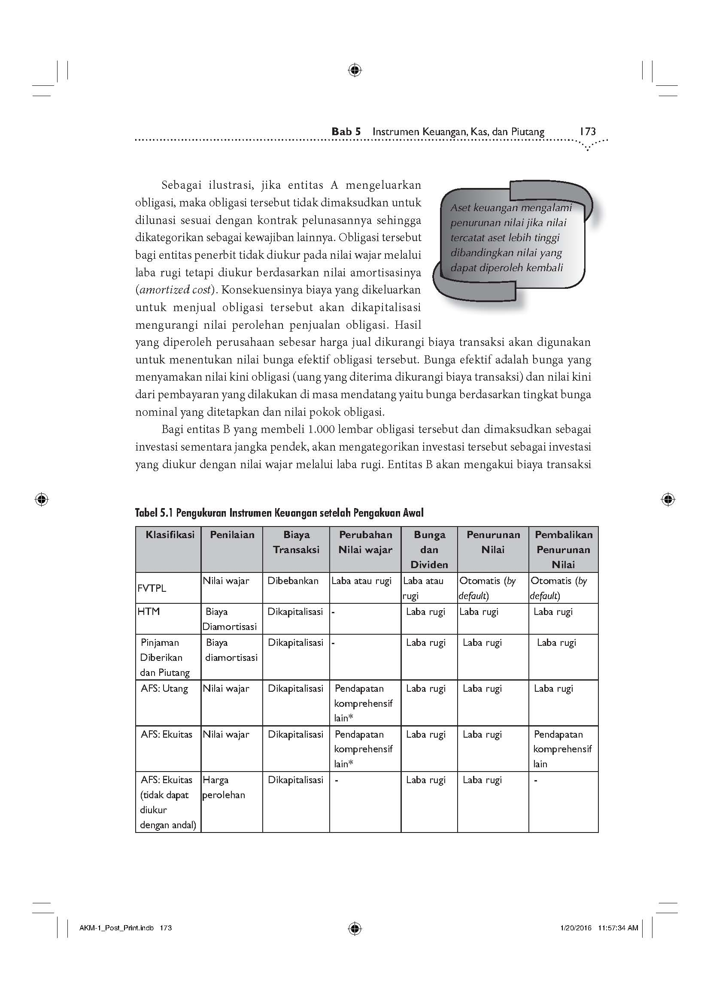 Bab 5 Instrumen Keuangan, Kas, dan Piutang 173
Sebagai ilustrasi, jika entitas A mengeluarkan
obligasi, maka obligasi tersebut tidak dimaksudkan untuk
dilunasi sesuai dengan kontrak pelunasannya sehingga
dikategorikan sebagai kewajiban lainnya. Obligasi tersebut
bagi entitas penerbit tidak diukur pada nilai wajar melalui
laba rugi tetapi diukur berdasarkan nilai amortisasinya
(amortized cost). Konsekuensinya biaya yang dikeluarkan
untuk menjual obligasi tersebut akan dikapitalisasi
mengurangi nilai perolehan penjualan obligasi. Hasil
yang diperoleh perusahaan sebesar harga jual dikurangi biaya transaksi akan digunakan
untuk menentukan nilai bunga efektif obligasi tersebut. Bunga efektif adalah bunga yang
menyamakan nilai kini obligasi (uang yang diterima dikurangi biaya transaksi) dan nilai kini
dari pembayaran yang dilakukan di masa mendatang yaitu bunga berdasarkan tingkat bunga
nominal yang ditetapkan dan nilai pokok obligasi.
Aset keuangan mengalami
penurunan nilai jika nilai
tercatat aset lebih tinggi
dibandingkan nilai yang
dapat diperoleh kembali
Bagi entitas B yang membeli 1.000 lembar obligasi tersebut dan dimaksudkan sebagai
investasi sementara jangka pendek, akan mengategorikan investasi tersebut sebagai investasi
yang diukur dengan nilai wajar melalui laba rugi. Entitas B akan mengakui biaya transaksi
Tabel 5.1 Pengukuran Instrumen Keuangan setelah Pengakuan Awal
Klasifikasi Penilaian Biaya Perubahan Bunga Penurunan Pembalikan
Transaksi Nilai wajar dan Nilai Penurunan
Dividen Nilai
FVTPL Nilai wajar Dibebankan Laba atau rugi Laba atau Otomatis (by Otomatis (by
rugi default) default)
HTM Biaya Dikapitalisasi - Laba rugi Laba rugi Laba rugi
Diamortisasi
Pinjaman Biaya Dikapitalisasi - Laba rugi Laba rugi Laba rugi
Diberikan diamortisasi
dan Piutang
AFS: Utang Nilai wajar Dikapitalisasi Pendapatan Laba rugi Laba rugi Laba rugi
komprehensif
lain*
AFS: Ekuitas Nilai wajar Dikapitalisasi Pendapatan Laba rugi Laba rugi Pendapatan
komprehensif komprehensif
lain* lain
AFS: Ekuitas Harga Dikapitalisasi - Laba rugi Laba rugi -
(tidak dapat perolehan
diukur
dengan andal)
AKM-1_Post_Print.indb 173 1/20/2016 11:57:34 AM